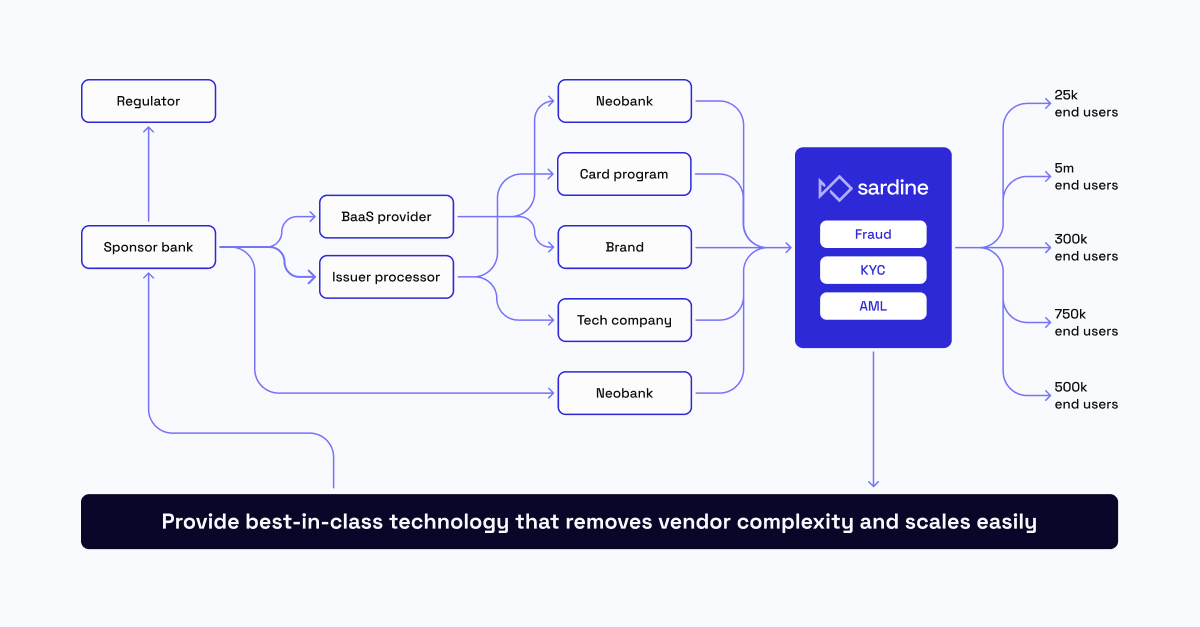 Regulator
Sponsor bank
BaaS provider
Issuer processor
Neobank
Card program
Brand
Tech company
Neobank
sardine
Fraud
KYC
AML
25k
end users
5m
end users
300k
end users
750k
end users
500k
end users
Provide best-in-class technology that removes vendor complexity and scales easily